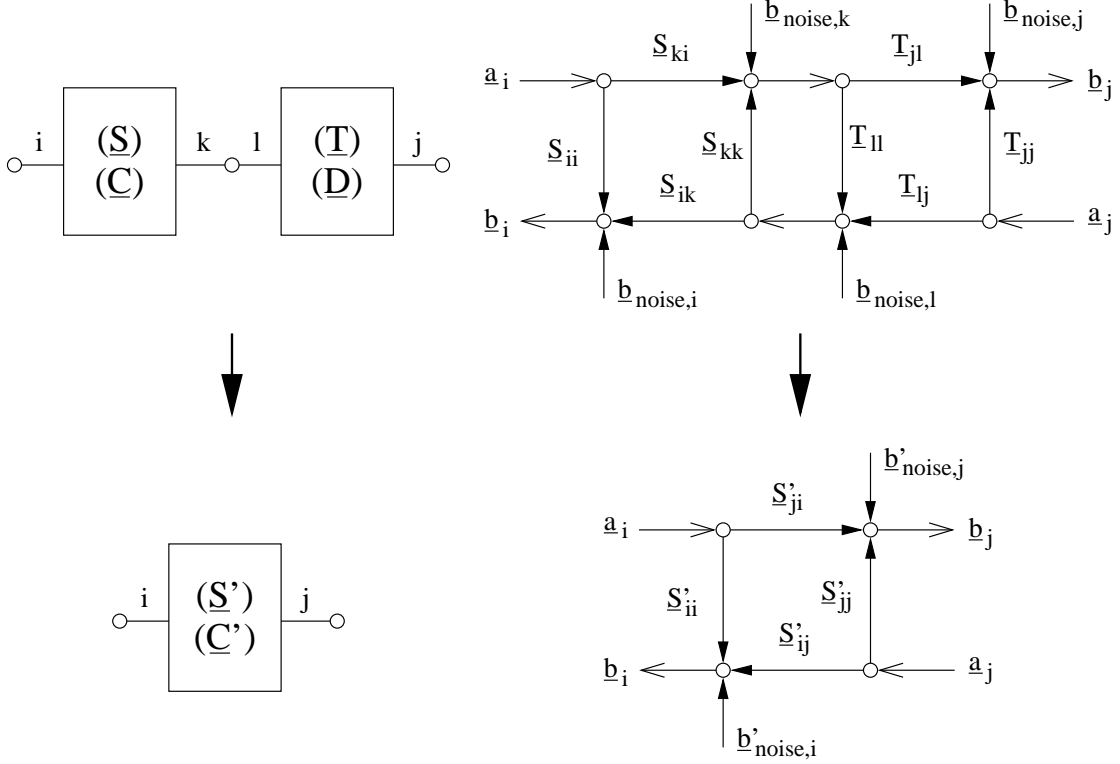 i
(S)
(C)
k
l
(T)
(D)
j
b noise,k
b noise,j
a i
S ki
T jl
b j
S ii
S kk
T ll
T jj
S ik
T lj
b i
a j
b noise,i
b noise,l
i
(S')
(C')
j
b' noise,j
a i
S' ji
b j
S' ii
S' jj
S' ij
b i
a j
b' noise,i